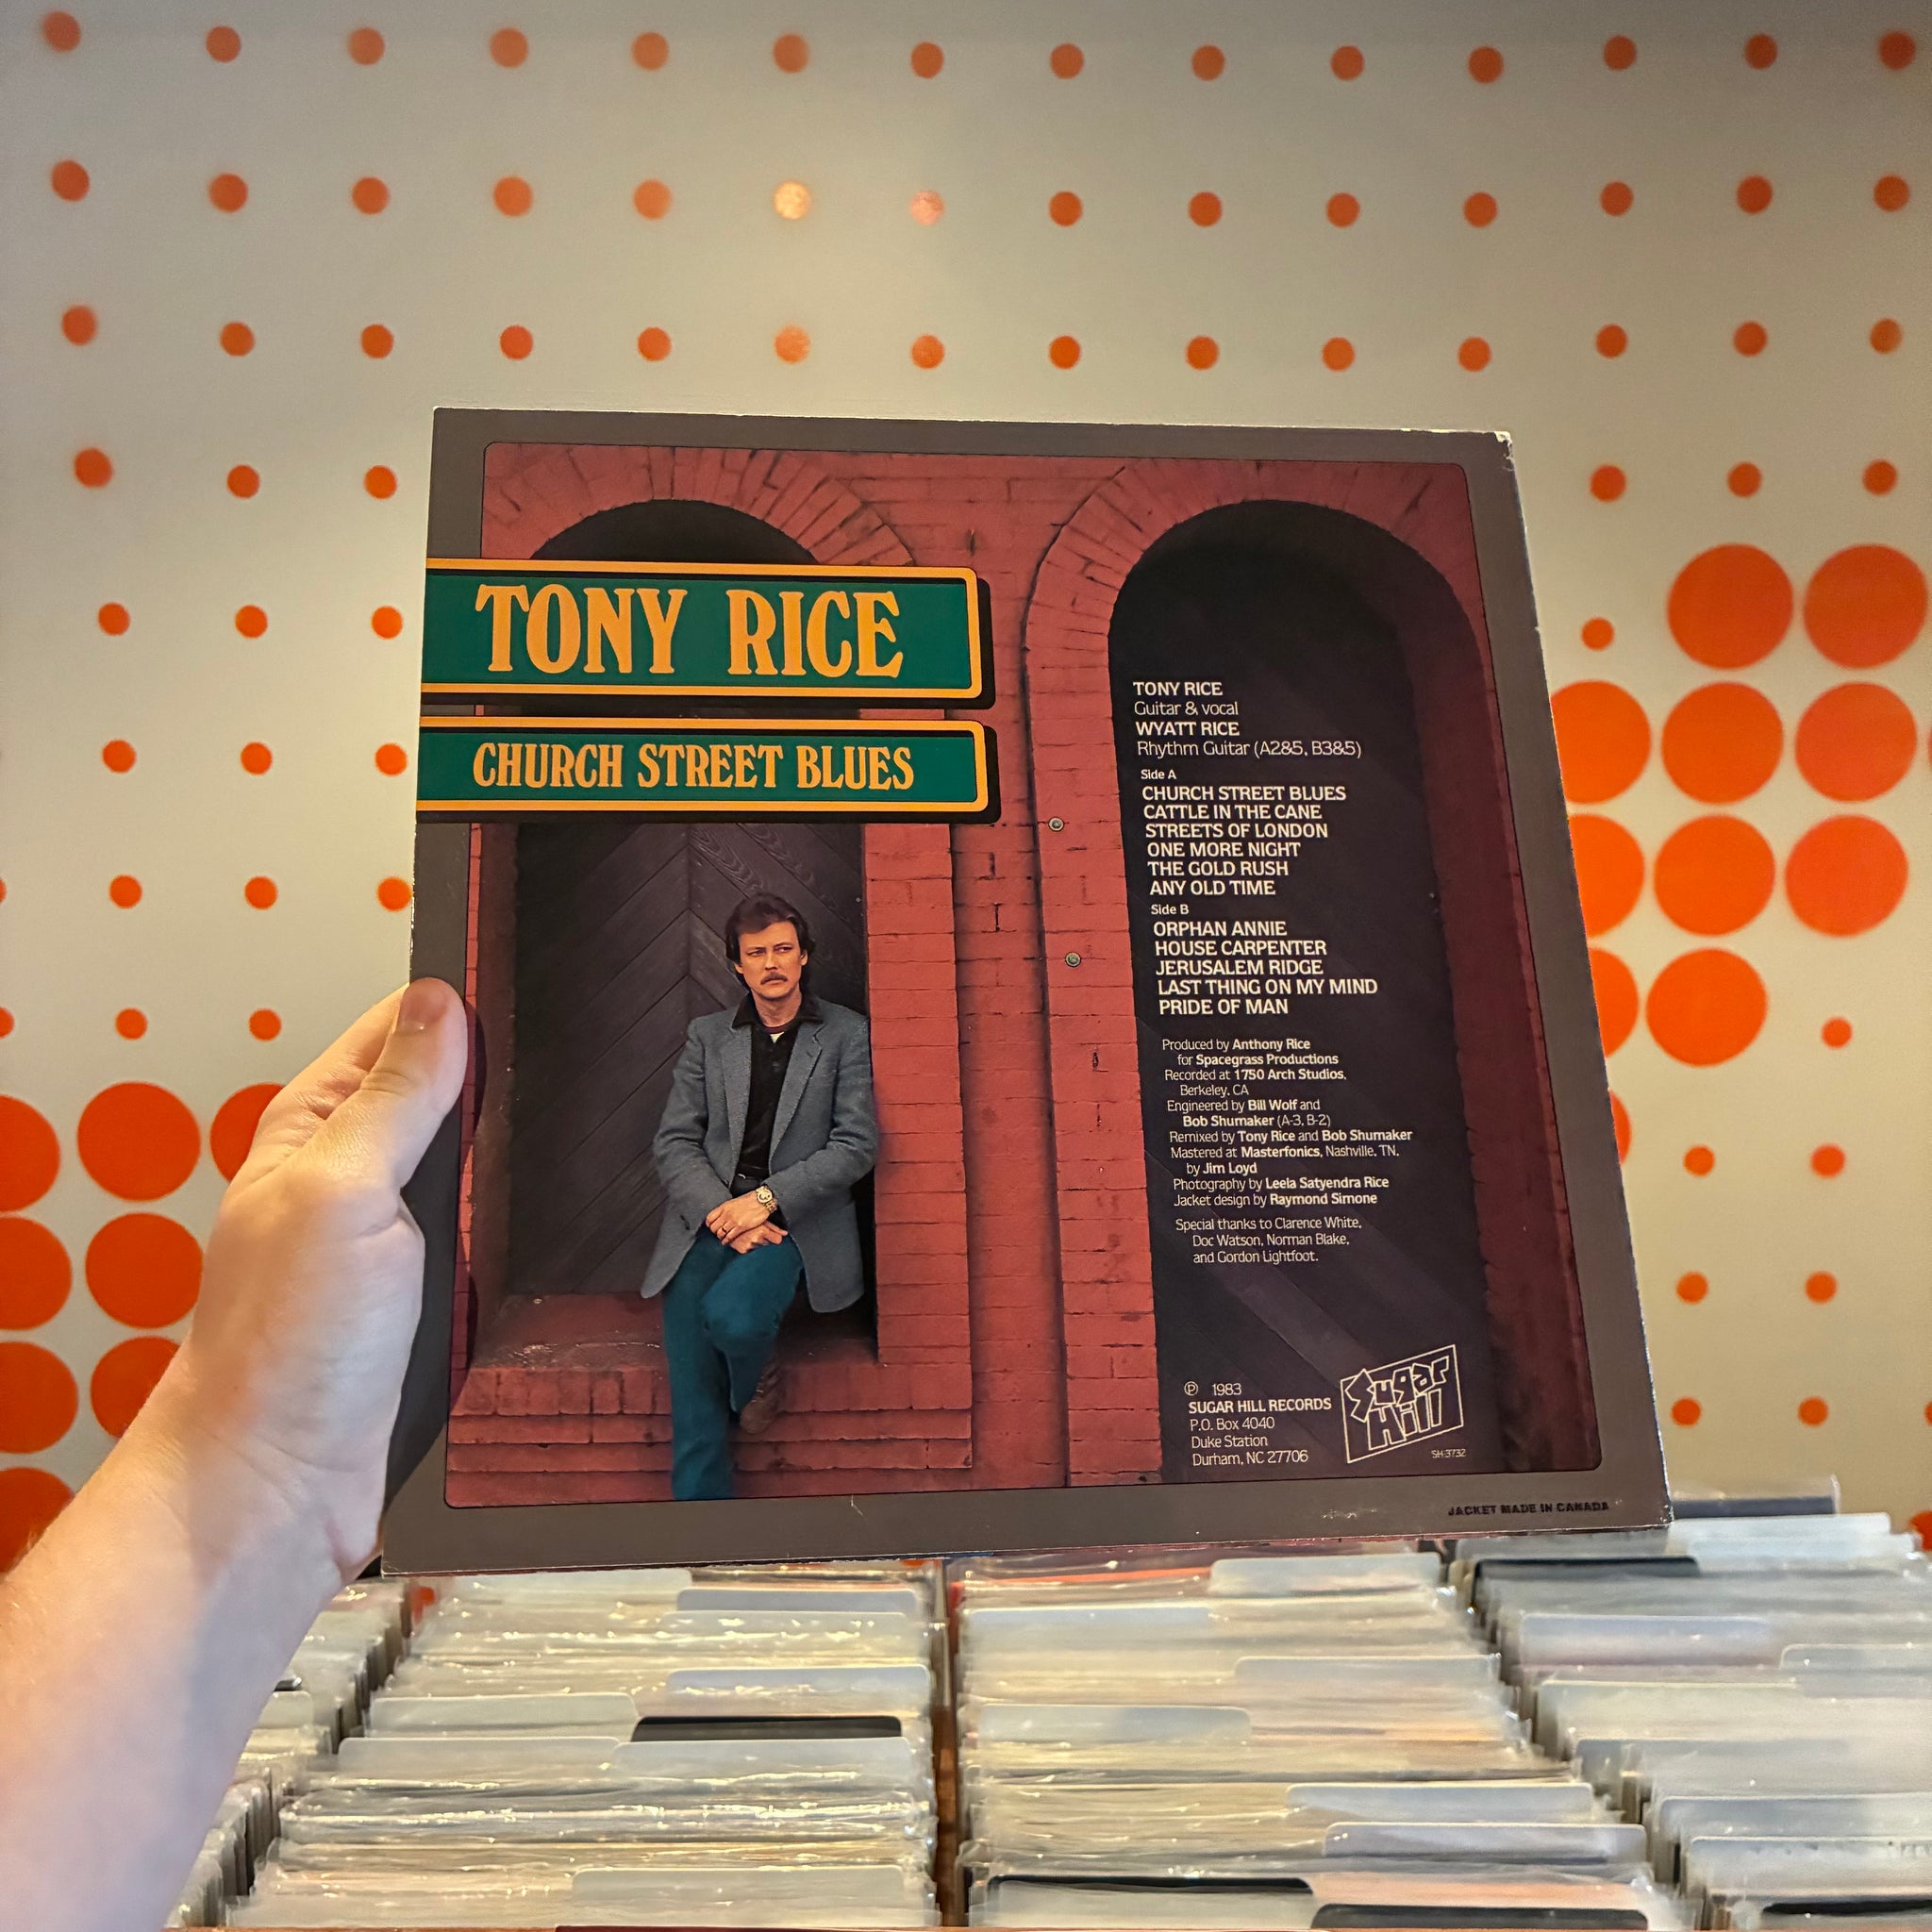 TONY RICE
CHURCH STREET BLUES
TONY RICE
Guitar & vocal
WYATT RICE
Rhythm Guitar (A2&5, B3&5)
Side A
CHURCH STREET BLUES
CATTLE IN THE CANE
STREETS OF LONDON
ONE MORE NIGHT
THE GOLD RUSH
ANY OLD TIME
Side B
ORPHAN ANNIE
HOUSE CARPENTER
JERUSALEM RIDGE
LAST THING ON MY MIND
PRIDE OF MAN
Produced by Anthony Rice
for Spacegrass Productions
Recorded at 1750 Arch Studios,
Berkeley, CA
Engineered by Bill Wolf and
Bob Shumaker (A-3, B-2)
Remixed by Tony Rice and Bob Shumaker
Mastered at Masterfonics, Nashville, TN,
by Jim Loyd
Photography by Leela Satyendra Rice
Jacket design by Raymond Simone
Special thanks to Clarence White,
Doc Watson, Norman Blake,
and Gordon Lightfoot.
℗ 1983
SUGAR HILL RECORDS
P.O. Box 4040
Duke Station
Durham, NC 27706
Sugar
Hill
SH-3732
JACKET MADE IN CANADA